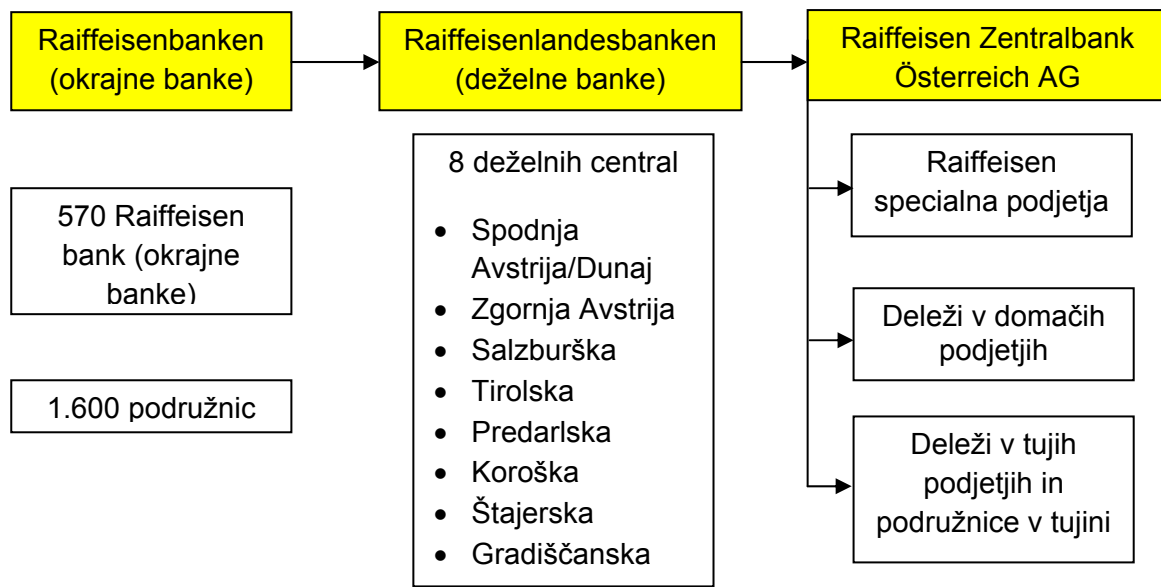 Raiffeisenbanken
(okrajne banke)
Raiffeisenlandesbanken
(deželne banke)
Raiffeisen Zentralbank
Österreich AG
570 Raiffeisen
bank (okrajne
banke)
1.600 podružnic
8 deželnih central
• Spodnja
Avstrija/Dunaj
• Zgornja Avstrija
• Salzburška
• Tirolska
• Predarlska
• Koroška
• Štajerska
• Gradiščanska
Raiffeisen
specialna podjetja
Deleži v domačih
podjetjih
Deleži v tujih
podjetjih in
podružnice v tujini